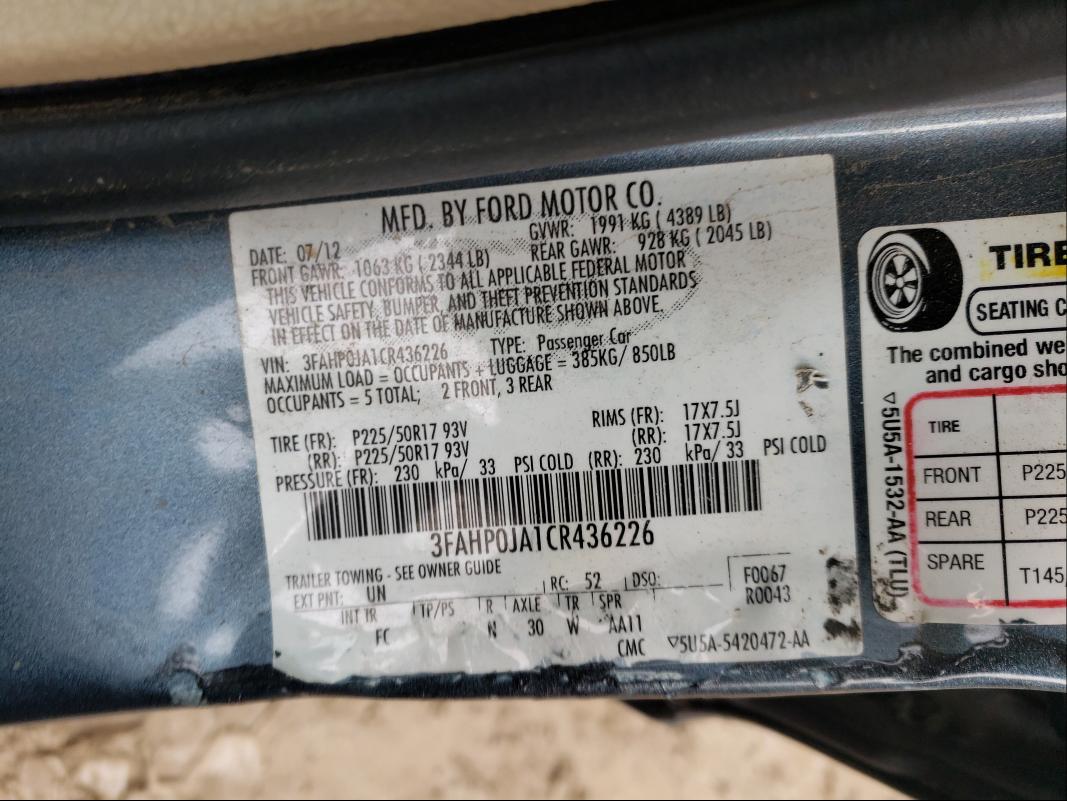 MFD. BY FORD MOTOR CO.
DATE: 07/12 GVWR: 1991 KG ( 4389 LB)
FRONT GAWR: 1063 KG ( 2344 LB) REAR GAWR: 928 KG ( 2045 LB)
THIS VEHICLE CONFORMS TO ALL APPLICABLE FEDERAL MOTOR
VEHICLE SAFETY, BUMPER, AND THEFT PREVENTION STANDARDS
IN EFFECT ON THE DATE OF MANUFACTURE SHOWN ABOVE.
VIN: 3FAHP0JA1CR436226 TYPE: Passenger Car
MAXIMUM LOAD = OCCUPANTS + LUGGAGE = 385KG/ 850LB
OCCUPANTS = 5 TOTAL; 2 FRONT, 3 REAR
TIRE (FR): P225/50R17 93V RIMS (FR): 17X7.5J
(RR): P225/50R17 93V (RR): 17X7.5J
PRESSURE (FR): 230 kPa/ 33 PSI COLD (RR): 230 kPa/ 33 PSI COLD
3FAHP0JA1CR436226
TRAILER TOWING - SEE OWNER GUIDE
EXT PNT: UN RC: 52 DSO: F0067
R0043
INT TR TP/PS R AXLE TR SPR
FC N 30 W AA11
CMC ▽5U5A-5420472-AA
TIRE
SEATING C
The combined we
and cargo sho
▽5U5A-1532-AA (TLU)
TIRE
FRONT P225
REAR P225
SPARE T145/